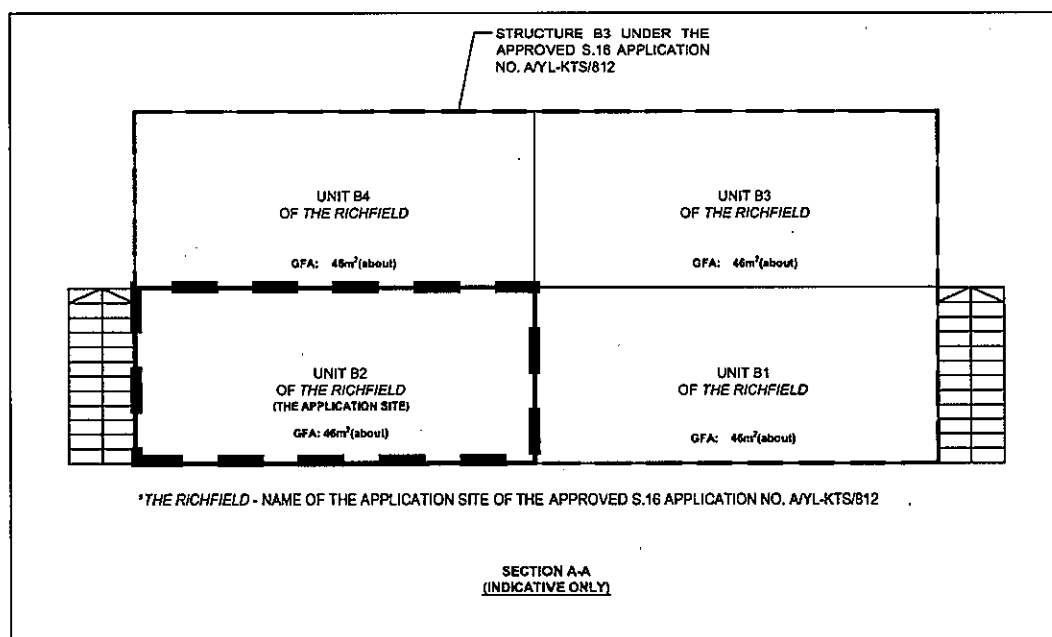 STRUCTURE B3 UNDER THE
APPROVED S.16 APPLICATION
NO. A/YL-KTS/812
UNIT B4
OF THE RICHFIELD
GFA: 46m²(about)
UNIT B3
OF THE RICHFIELD
GFA: 46m²(about)
UNIT B2
OF THE RICHFIELD
(THE APPLICATION SITE)
GFA: 46m²(about)
UNIT B1
OF THE RICHFIELD
GFA: 46m²(about)
*THE RICHFIELD - NAME OF THE APPLICATION SITE OF THE APPROVED S.16 APPLICATION NO. A/YL-KTS/812
SECTION A-A
(INDICATIVE ONLY)